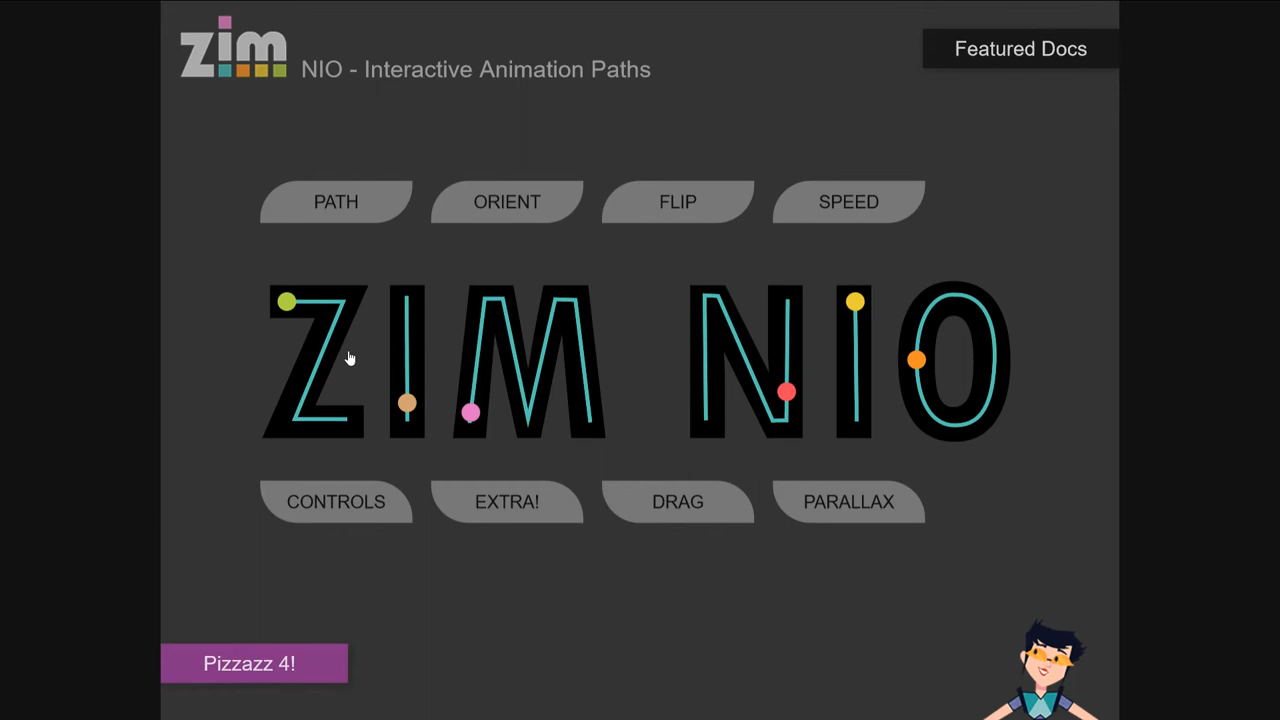 zim NIO - Interactive Animation Paths
Featured Docs
PATH ORIENT FLIP SPEED
ZIM NIO
CONTROLS EXTRA! DRAG PARALLAX
Pizzazz 4!